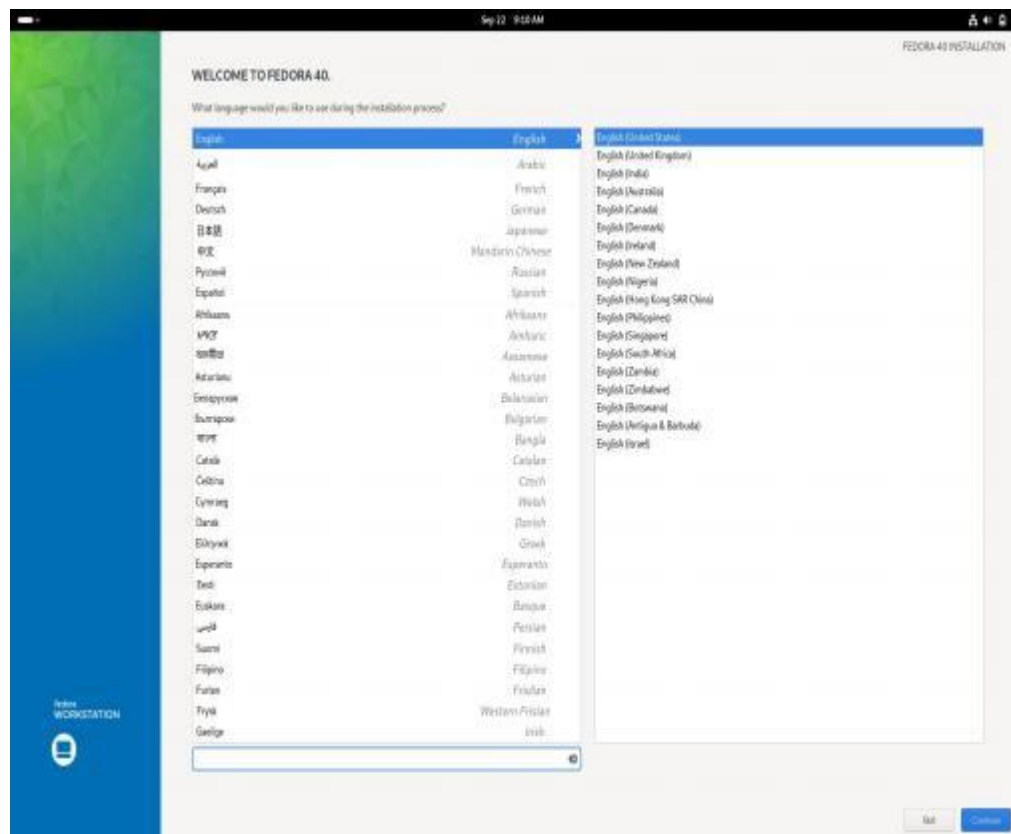 Sep 22 9:10 AM
FEDORA 40 INSTALLATION
WELCOME TO FEDORA 40.
What language would you like to use during the installation process?
English English
العربية Arabic
Français French
Deutsch German
日本語 Japanese
中文 Mandarin Chinese
Русский Russian
Español Spanish
Afrikaans Afrikaans
አማርኛ Amharic
অসমীয়া Assamese
Asturianu Asturian
Беларуская Belarusian
Български Bulgarian
বাংলা Bangla
Català Catalan
Čeština Czech
Cymraeg Welsh
Dansk Danish
Ελληνικά Greek
Esperanto Esperanto
Eesti Estonian
Euskara Basque
فارسی Persian
Suomi Finnish
Filipino Filipino
Furlan Friulian
Frysk Western Frisian
Gaeilge Irish
English (United States)
English (United Kingdom)
English (India)
English (Australia)
English (Canada)
English (Denmark)
English (Ireland)
English (New Zealand)
English (Nigeria)
English (Hong Kong SAR China)
English (Philippines)
English (Singapore)
English (South Africa)
English (Zambia)
English (Zimbabwe)
English (Botswana)
English (Antigua & Barbuda)
English (Israel)
fedora
WORKSTATION
Quit
Continue